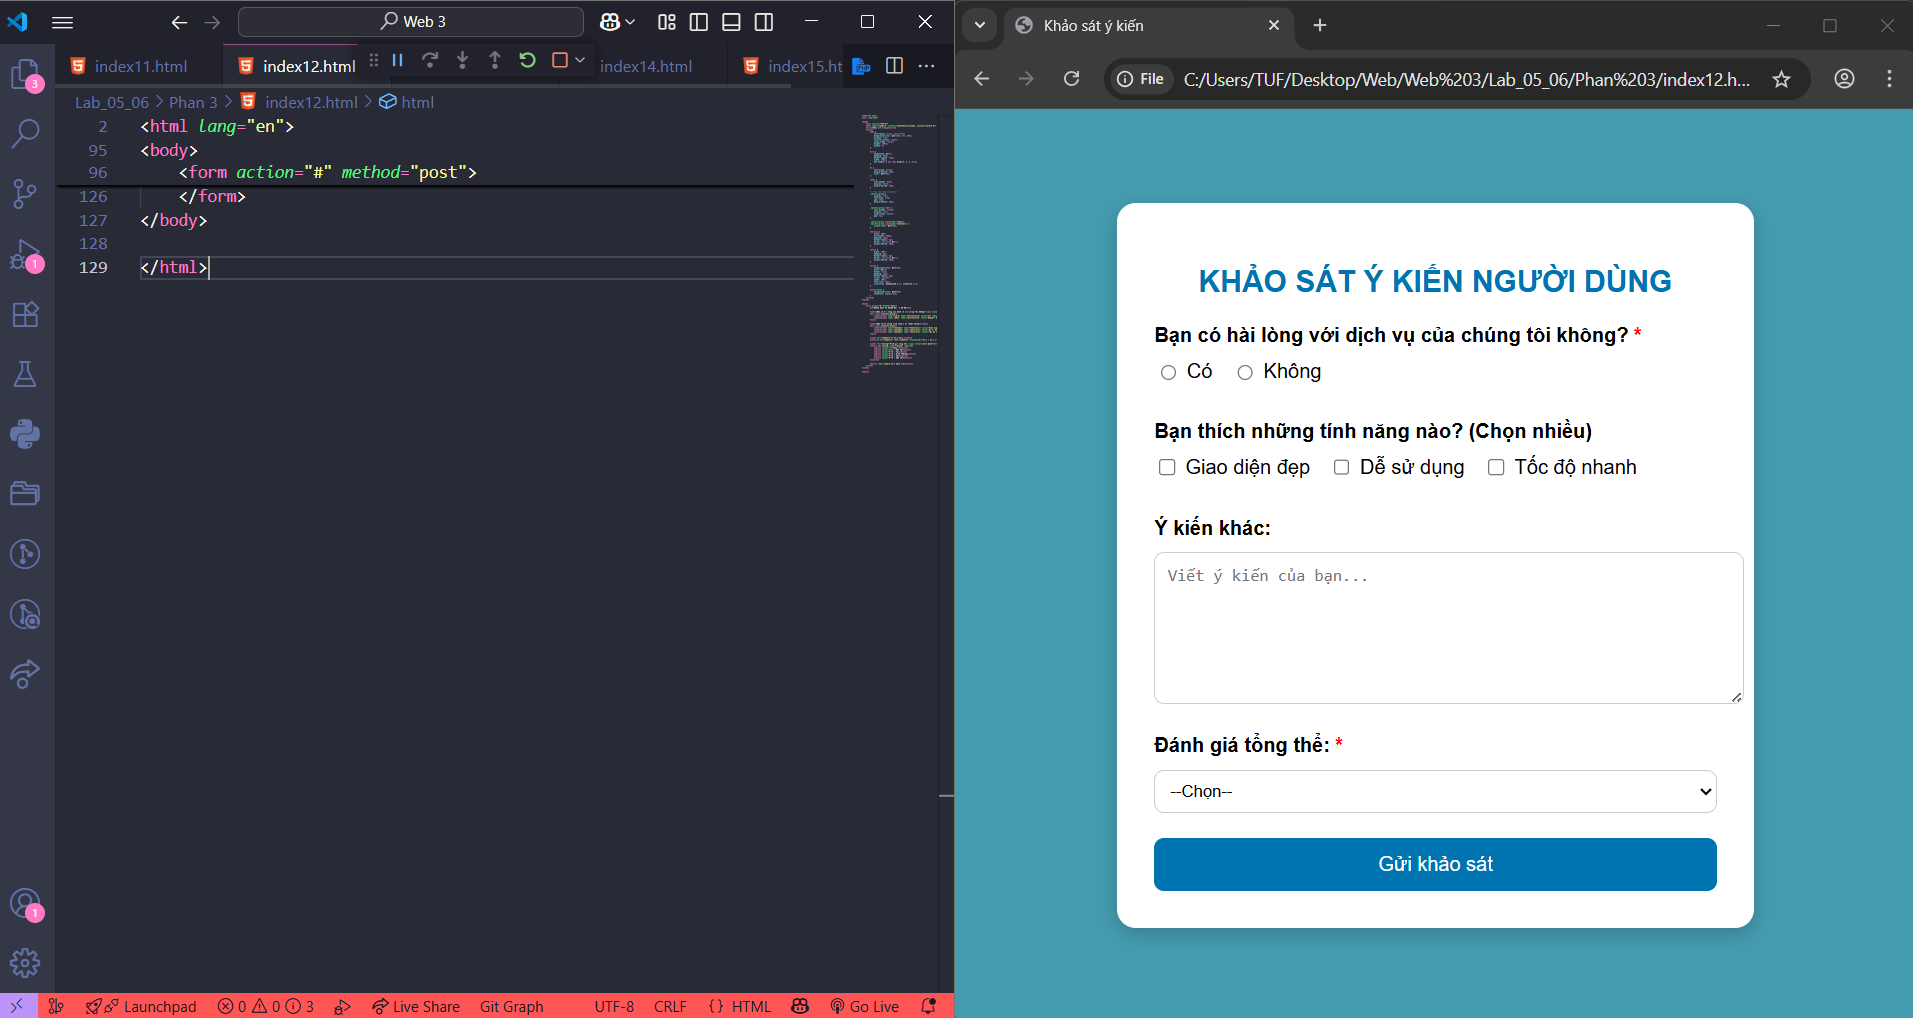 Web 3
index11.html
index12.html
index14.html
index15.ht
Lab_05_06 > Phan 3 > index12.html > html
2 <html lang="en">
95 <body>
96 <form action="#" method="post">
126 </form>
127 </body>
128
129 </html>
3
1
1
Launchpad
0 0 3
Live Share
Git Graph
UTF-8
CRLF
{ } HTML
Go Live
Khảo sát ý kiến
File
C:/Users/TUF/Desktop/Web/Web%203/Lab_05_06/Phan%203/index12.h...
KHẢO SÁT Ý KIẾN NGƯỜI DÙNG
Bạn có hài lòng với dịch vụ của chúng tôi không? *
Có Không
Bạn thích những tính năng nào? (Chọn nhiều)
Giao diện đẹp Dễ sử dụng Tốc độ nhanh
Ý kiến khác:
Viết ý kiến của bạn...
Đánh giá tổng thể: *
--Chọn--
Gửi khảo sát